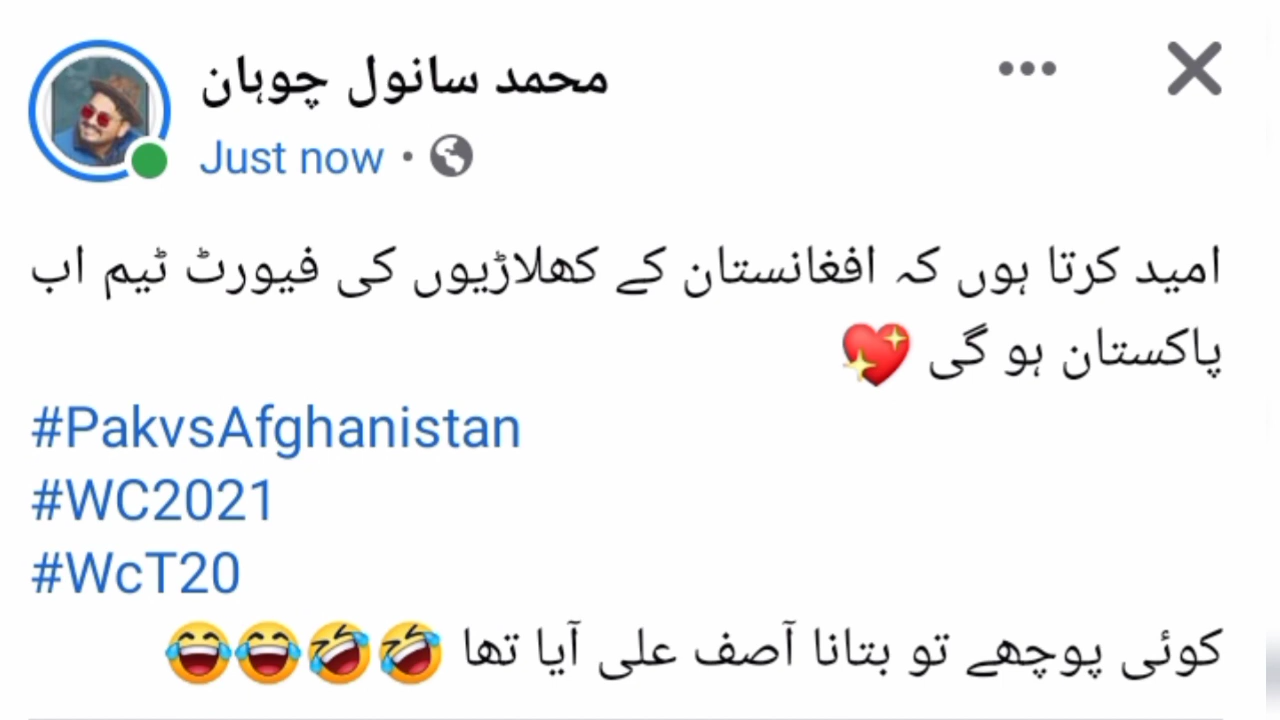 محمد سانول چوہان
Just now
امید کرتا ہوں کہ افغانستان کے کھلاڑیوں کی فیورٹ ٹیم اب
پاکستان ہو گی 💖
#PakvsAfghanistan
#WC2021
#WcT20
کوئی پوچھے تو بتانا آصف علی آیا تھا 🤣🤣😂😂